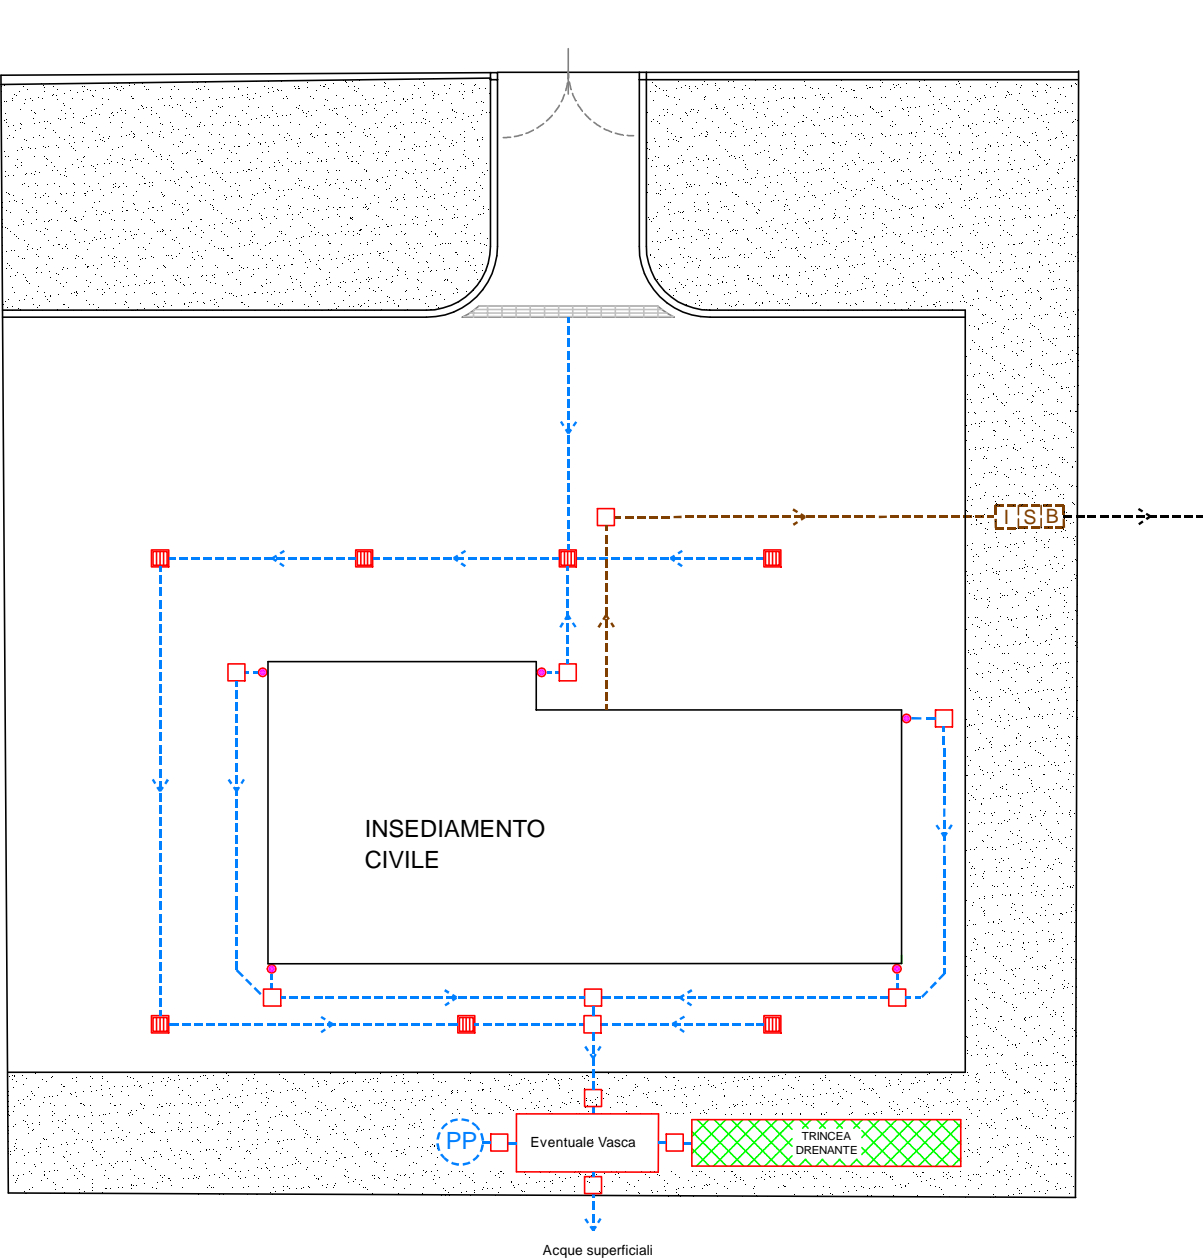 I S B
INSEDIAMENTO
CIVILE
PP
Eventuale Vasca
TRINCEA
DRENANTE
Acque superficiali